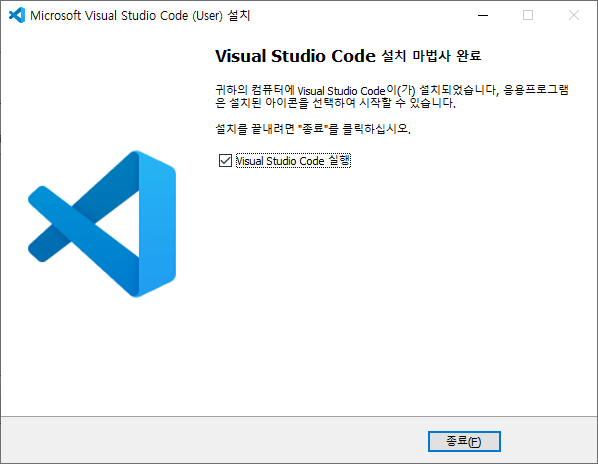 Microsoft Visual Studio Code (User) 설치
Visual Studio Code 설치 마법사 완료
귀하의 컴퓨터에 Visual Studio Code이(가) 설치되었습니다, 응용프로그램
은 설치된 아이콘을 선택하여 시작할 수 있습니다.
설치를 끝내려면 "종료"를 클릭하십시오.
Visual Studio Code 실행
종료(F)